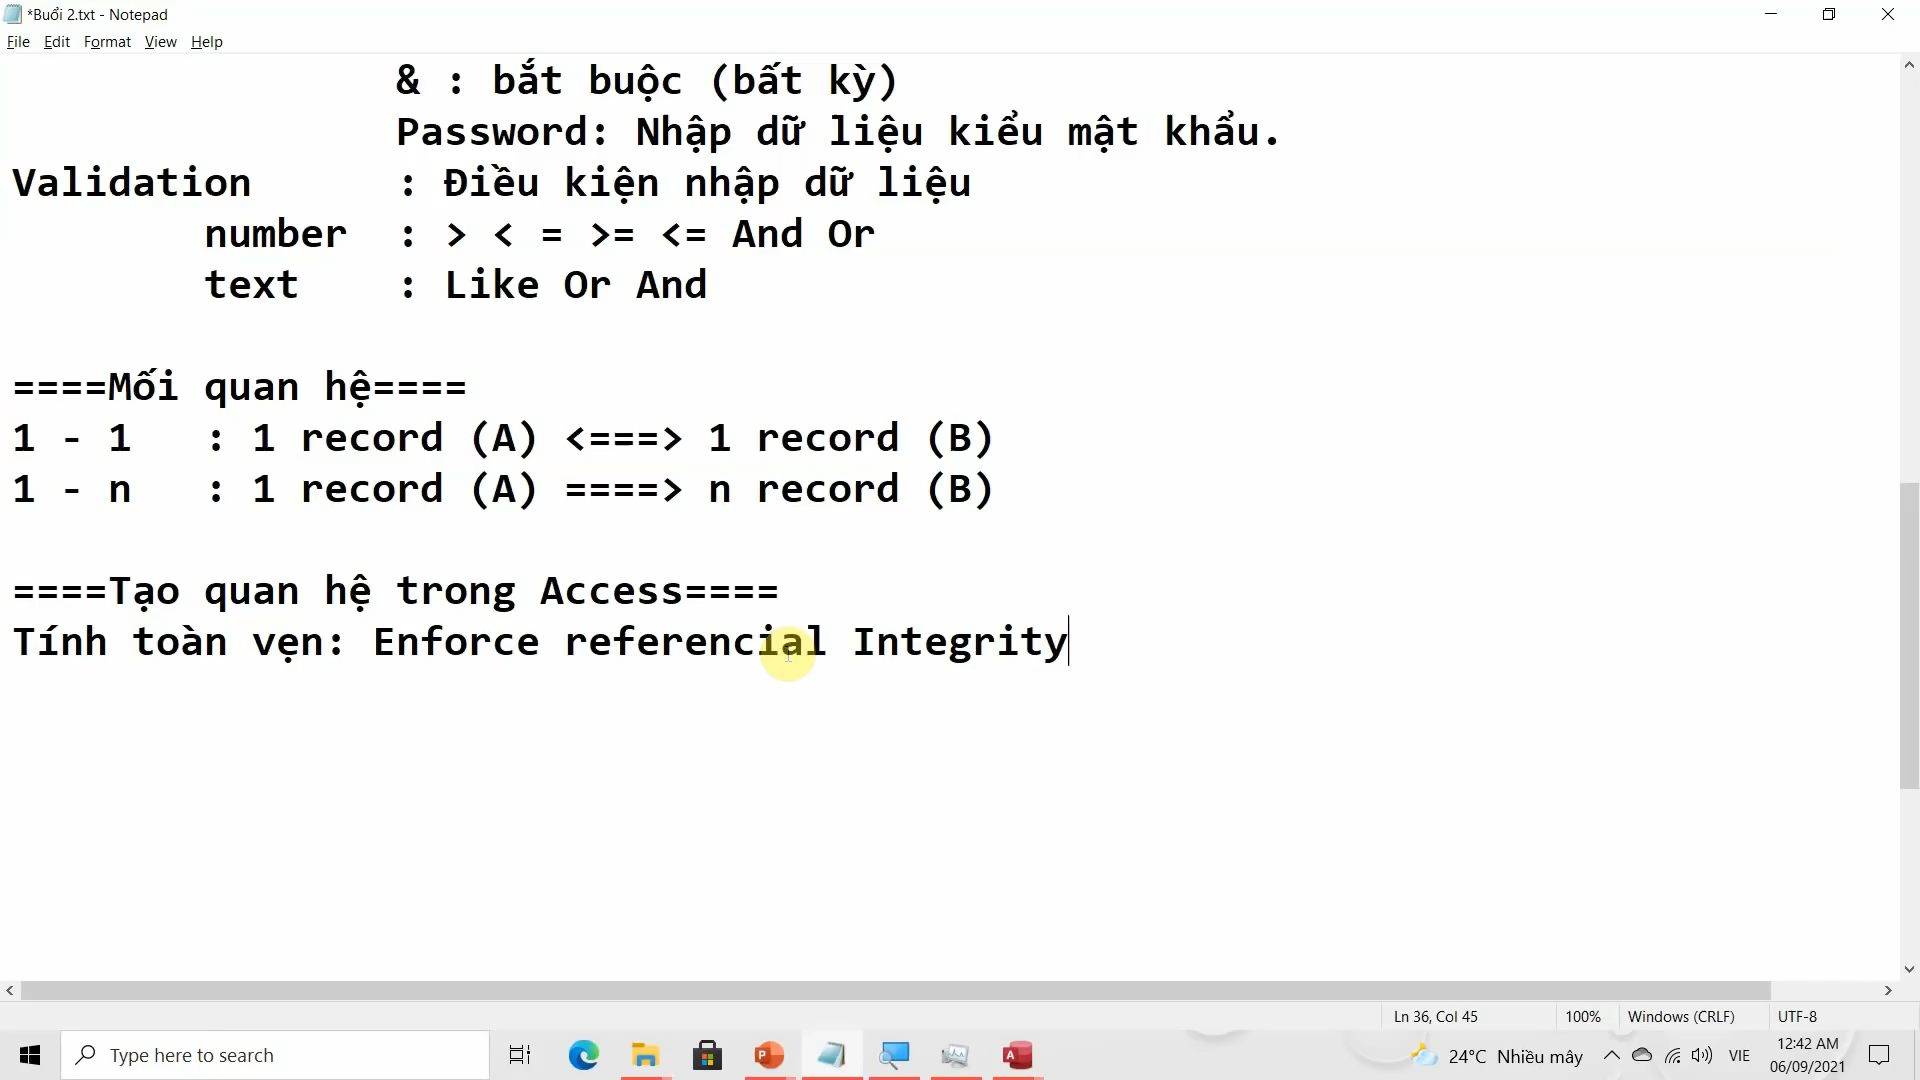 *Buổi 2.txt - Notepad
File Edit Format View Help
& : bắt buộc (bất kỳ)
Password: Nhập dữ liệu kiểu mật khẩu.
Validation : Điều kiện nhập dữ liệu
number : > < = >= <= And Or
text : Like Or And
====Mối quan hệ====
1 - 1 : 1 record (A) <===> 1 record (B)
1 - n : 1 record (A) ====> n record (B)
====Tạo quan hệ trong Access====
Tính toàn vẹn: Enforce referencial Integrity
Ln 36, Col 45 100% Windows (CRLF) UTF-8
Type here to search 24°C Nhiều mây VIE 12:42 AM
06/09/2021